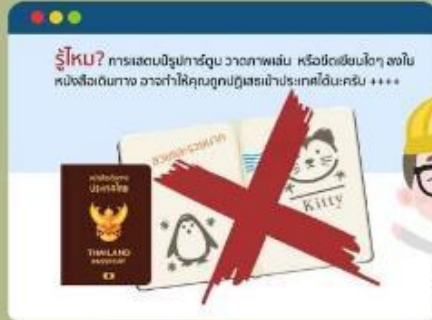 รู้ไหม? การแสตมป์รูปการ์ตูน วาดภาพเล่น หรือขีดเขียนใดๆ ลงใน
หนังสือเดินทาง อาจทำให้คุณถูกปฏิเสธเข้าประเทศได้นะครับ ++++
หนังสือเดินทาง
ประเทศไทย
THAILAND
PASSPORT
Kitty